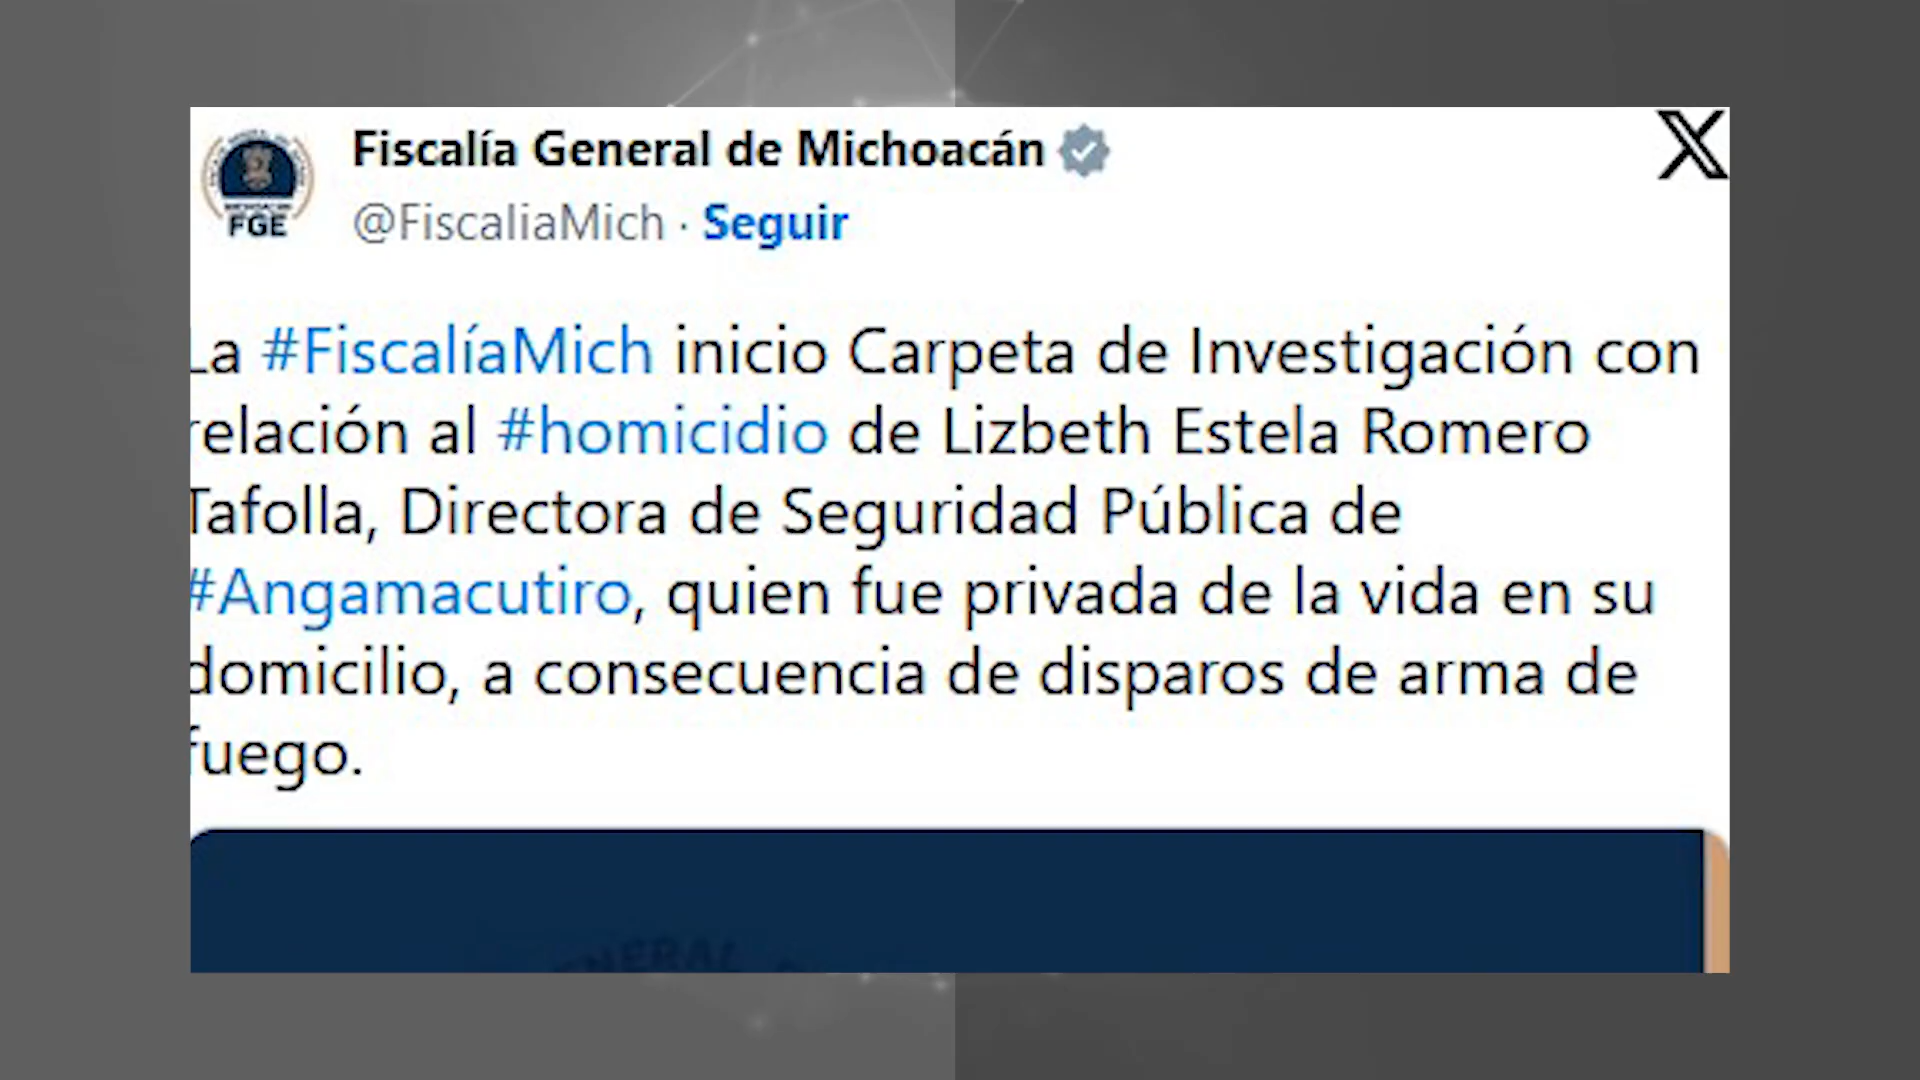 Fiscalía General de Michoacán
@FiscaliaMich · Seguir
FGE
La #FiscalíaMich inicio Carpeta de Investigación con
relación al #homicidio de Lizbeth Estela Romero
Tafolla, Directora de Seguridad Pública de
#Angamacutiro, quien fue privada de la vida en su
domicilio, a consecuencia de disparos de arma de
fuego.